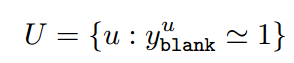 U = {u : y^u_blank ≃ 1}